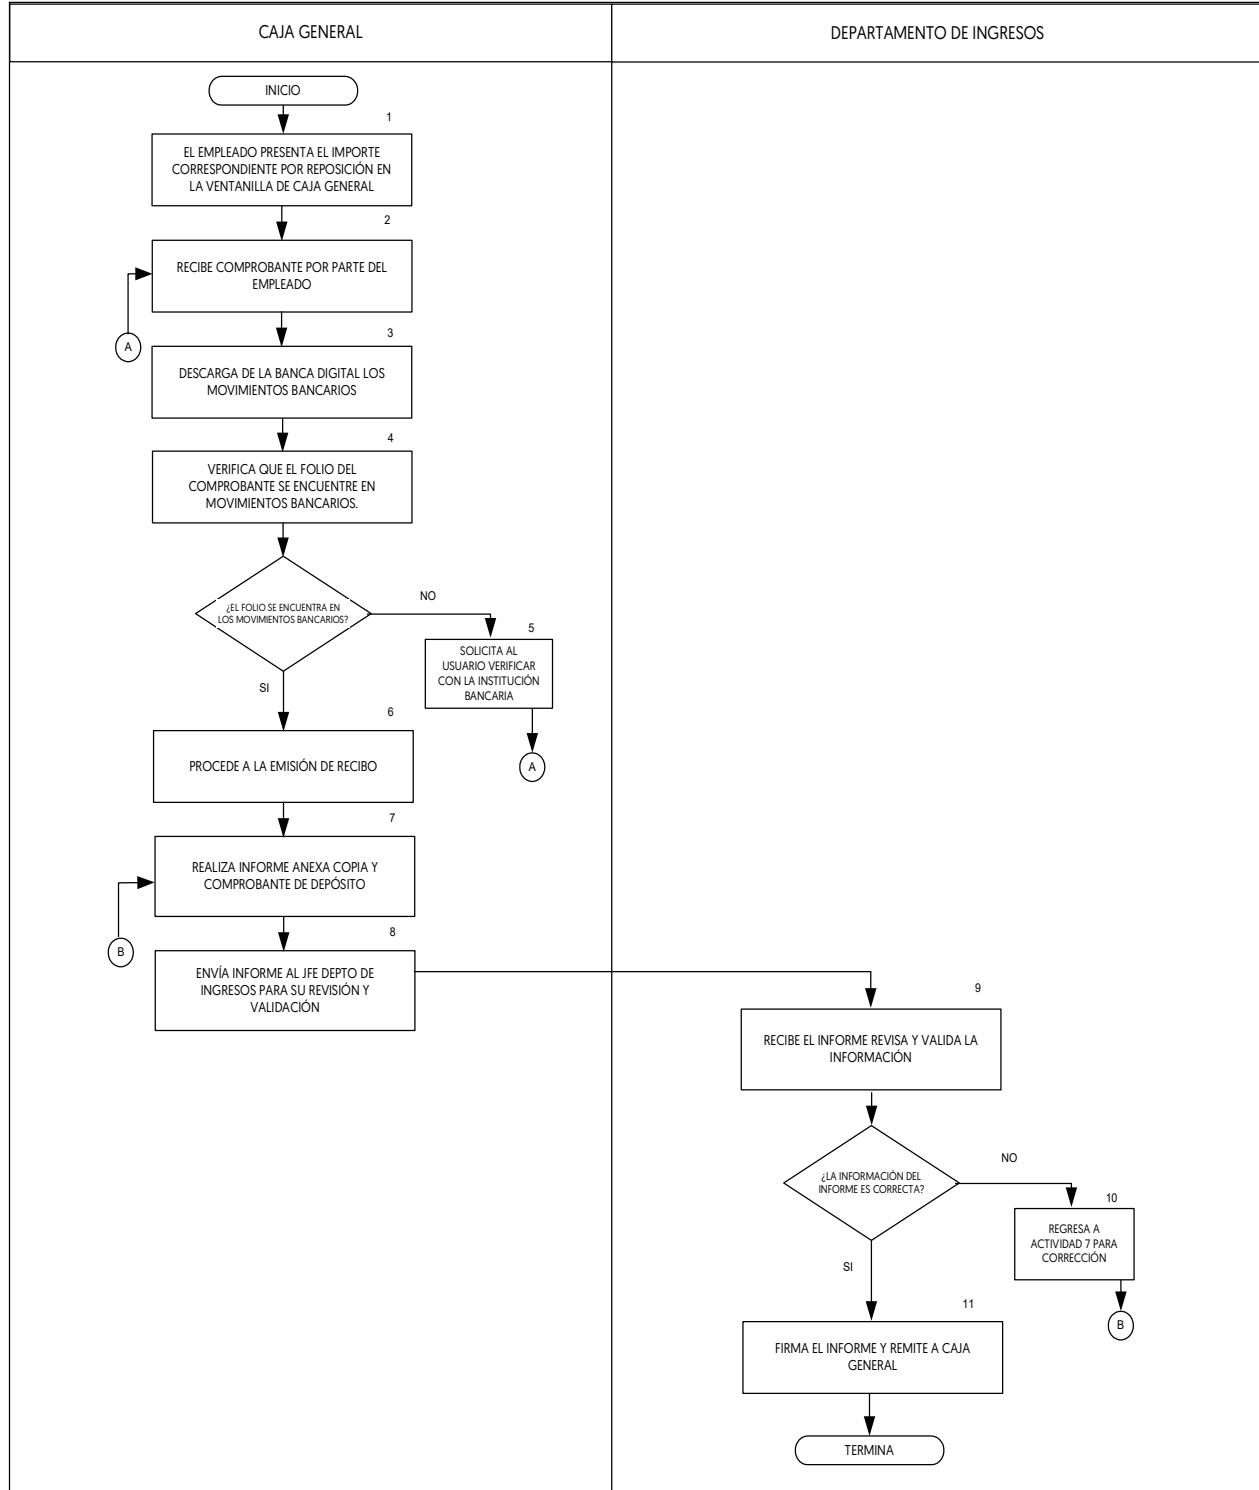 CAJA GENERAL
DEPARTAMENTO DE INGRESOS
INICIO
1
EL EMPLEADO PRESENTA EL IMPORTE
CORRESPONDIENTE POR REPOSICIÓN EN
LA VENTANILLA DE CAJA GENERAL
2
RECIBE COMPROBANTE POR PARTE DEL
EMPLEADO
A
3
DESCARGA DE LA BANCA DIGITAL LOS
MOVIMIENTOS BANCARIOS
4
VERIFICA QUE EL FOLIO DEL
COMPROBANTE SE ENCUENTRE EN
MOVIMIENTOS BANCARIOS.
¿EL FOLIO SE ENCUENTRA EN
LOS MOVIMIENTOS BANCARIOS?
NO
5
SOLICITA AL
USUARIO VERIFICAR
CON LA INSTITUCIÓN
BANCARIA
A
SI
6
PROCEDE A LA EMISIÓN DE RECIBO
7
REALIZA INFORME ANEXA COPIA Y
COMPROBANTE DE DEPÓSITO
B
8
ENVÍA INFORME AL JFE DEPTO DE
INGRESOS PARA SU REVISIÓN Y
VALIDACIÓN
9
RECIBE EL INFORME REVISA Y VALIDA LA
INFORMACIÓN
¿LA INFORMACIÓN DEL
INFORME ES CORRECTA?
NO
10
REGRESA A
ACTIVIDAD 7 PARA
CORRECCIÓN
B
SI
11
FIRMA EL INFORME Y REMITE A CAJA
GENERAL
TERMINA